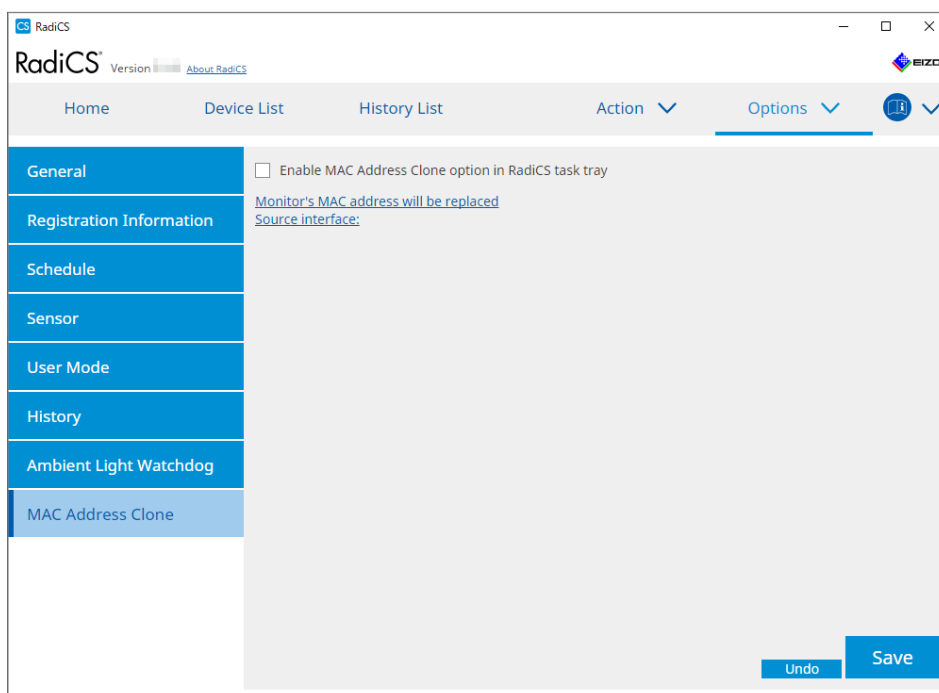 CS RadiCS
RadiCS® Version About RadiCS
Home Device List History List Action Options
General
Registration Information
Schedule
Sensor
User Mode
History
Ambient Light Watchdog
MAC Address Clone
Enable MAC Address Clone option in RadiCS task tray
Monitor's MAC address will be replaced
Source interface:
Undo
Save